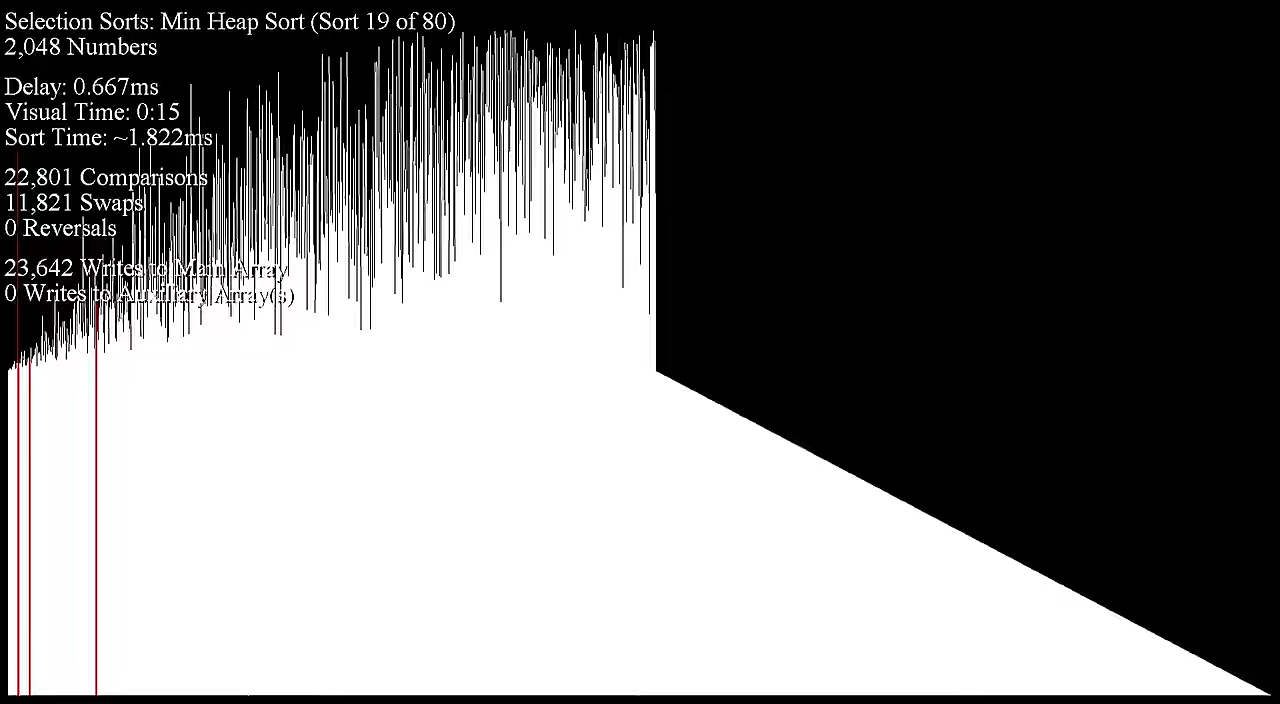 Selection Sorts: Min Heap Sort (Sort 19 of 80)
2,048 Numbers
Delay: 0.667ms
Visual Time: 0:15
Sort Time: ~1.822ms
22,801 Comparisons
11,821 Swaps
0 Reversals
23,642 Writes to Main Array
0 Writes to Auxillary Array(s)